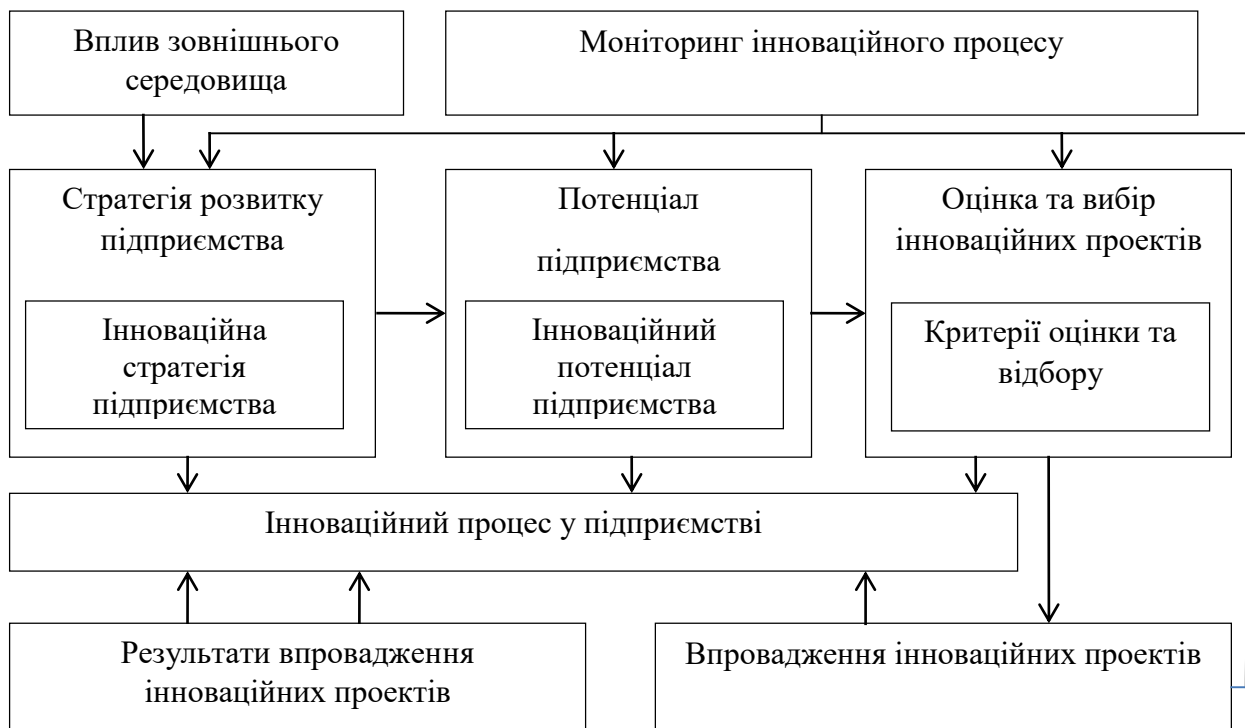 Вплив зовнішнього
середовища
Моніторинг інноваційного процесу
Стратегія розвитку
підприємства
Інноваційна
стратегія
підприємства
Потенціал
підприємства
Інноваційний
потенціал
підприємства
Оцінка та вибір
інноваційних проектів
Критерії оцінки та
відбору
Інноваційний процес у підприємстві
Результати впровадження
інноваційних проектів
Впровадження інноваційних проектів